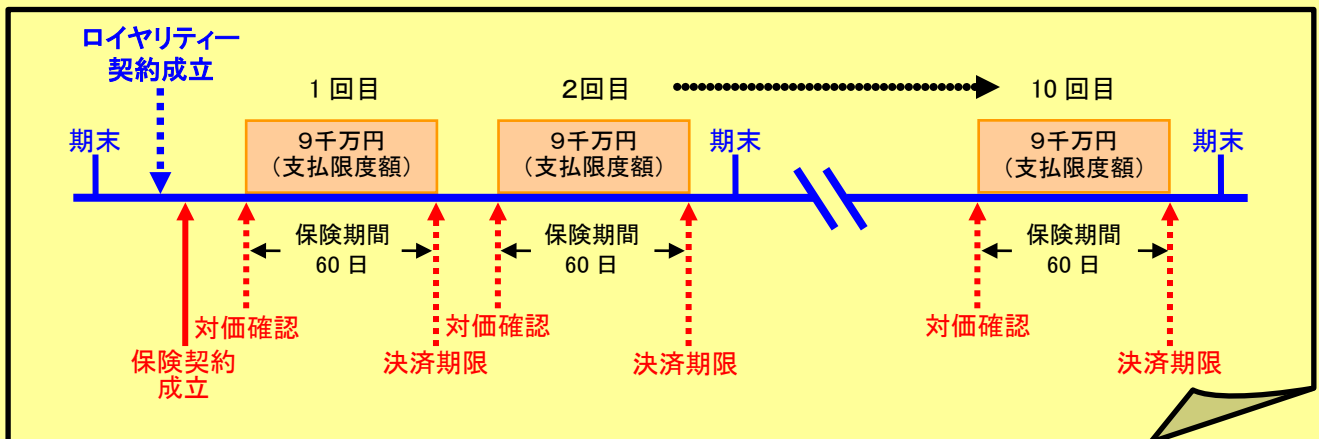 ロイヤリティー
契約成立
1 回目
2回目
10 回目
期末
9千万円
（支払限度額）
9千万円
（支払限度額）
期末
9千万円
（支払限度額）
期末
保険期間
60 日
保険期間
60 日
保険期間
60 日
対価確認
対価確認
対価確認
保険契約
成立
決済期限
決済期限
決済期限